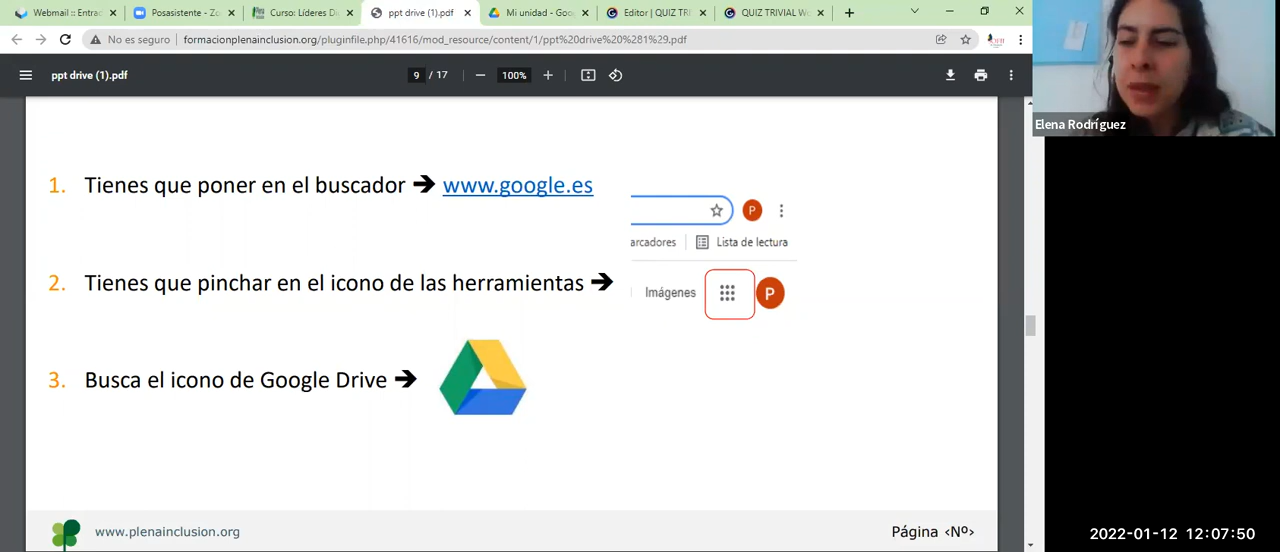 Webmail :: Entrad
Posasistente - Zo
Curso: Líderes Di
ppt drive (1).pdf
Mi unidad - Goo
Editor | QUIZ TRI
QUIZ TRIVIAL W
No es seguro | formacionplenainclusion.org/pluginfile.php/41616/mod_resource/content/1/ppt%20drive%20%281%29.pdf
ppt drive (1).pdf
9 / 17
100%
Elena Rodríguez
1. Tienes que poner en el buscador → www.google.es
P
arcadores
Lista de lectura
2. Tienes que pinchar en el icono de las herramientas →
Imágenes
P
3. Busca el icono de Google Drive →
www.plenainclusion.org
Página ‹Nº›
2022-01-12 12:07:50